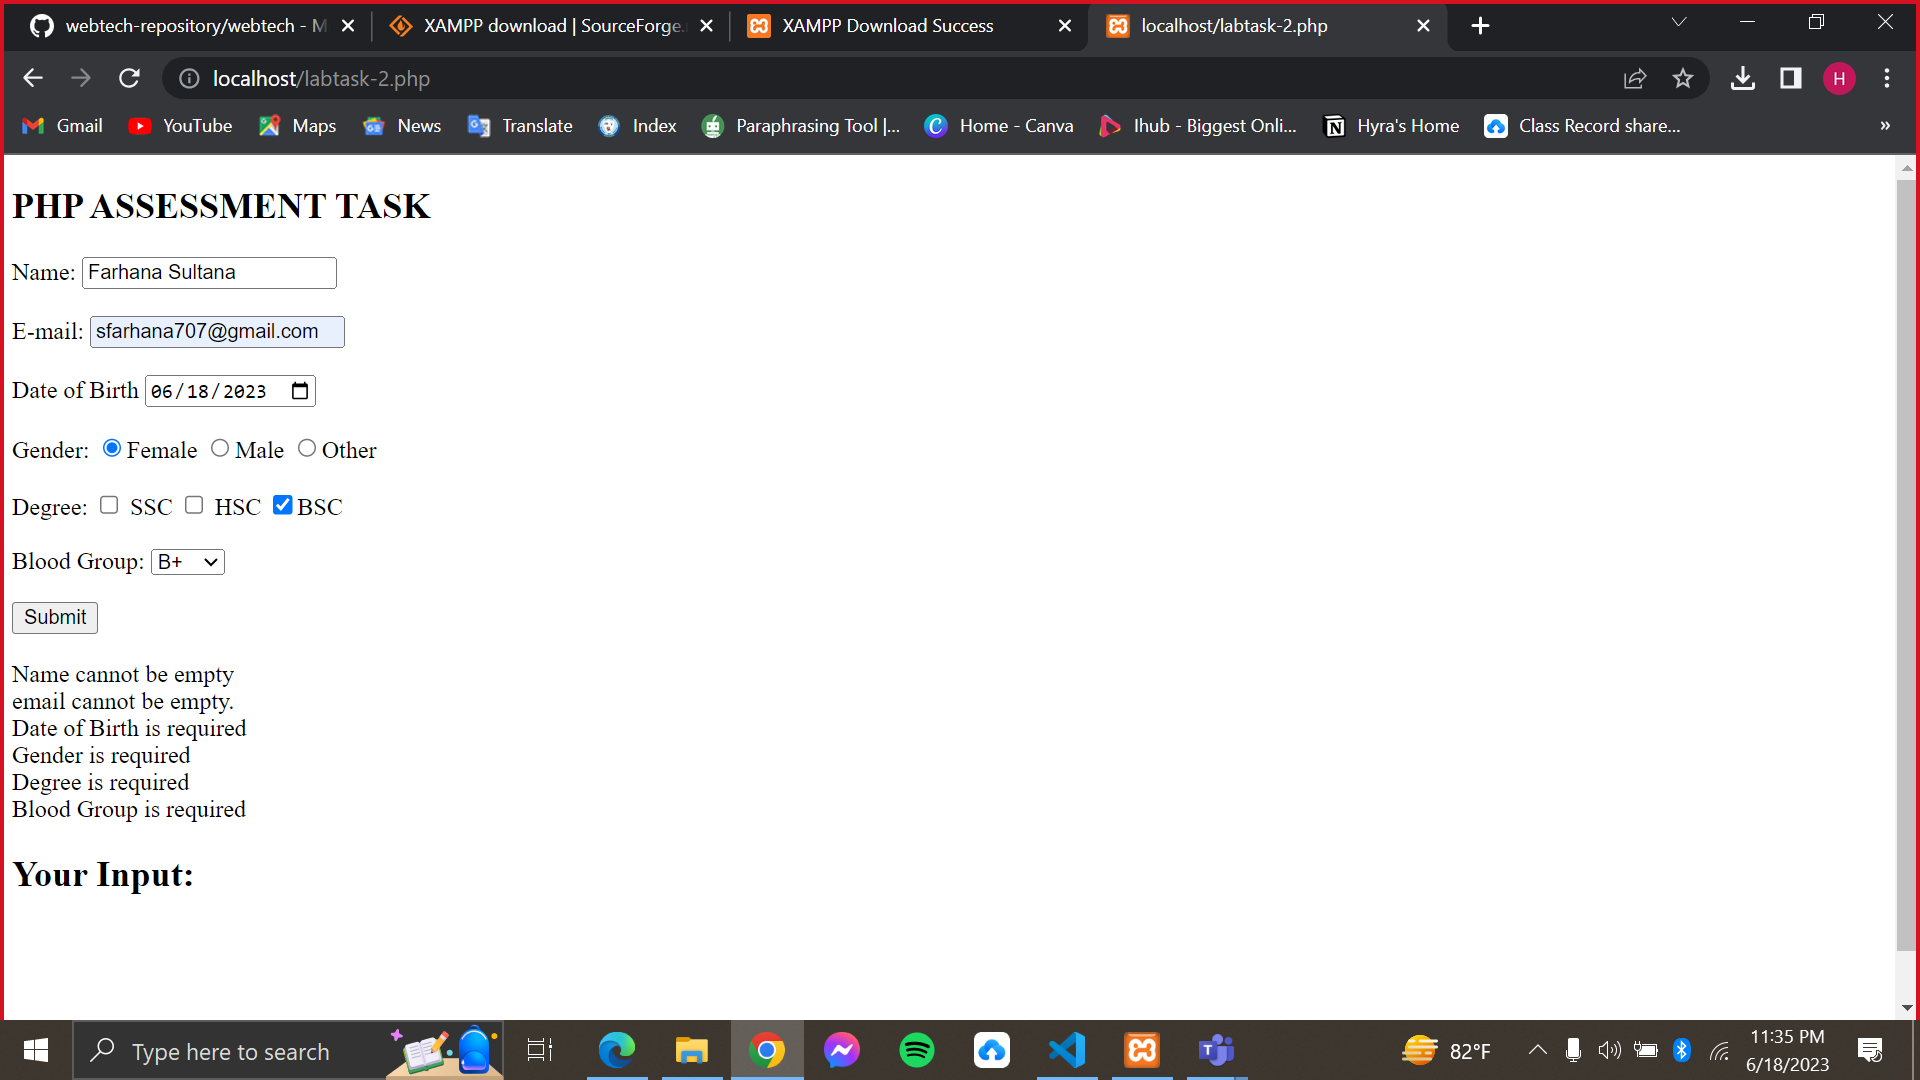 webtech-repository/webtech - M
XAMPP download | SourceForge.
XAMPP Download Success
localhost/labtask-2.php
localhost/labtask-2.php
H
Gmail
YouTube
Maps
News
Translate
Index
Paraphrasing Tool |...
Home - Canva
Ihub - Biggest Onli...
Hyra's Home
Class Record share...
»
PHP ASSESSMENT TASK
Name: Farhana Sultana
E-mail: sfarhana707@gmail.com
Date of Birth 06/18/2023
Gender: Female Male Other
Degree: SSC HSC BSC
Blood Group: B+
Submit
Name cannot be empty
email cannot be empty.
Date of Birth is required
Gender is required
Degree is required
Blood Group is required
Your Input:
Type here to search
82°F
11:35 PM
6/18/2023